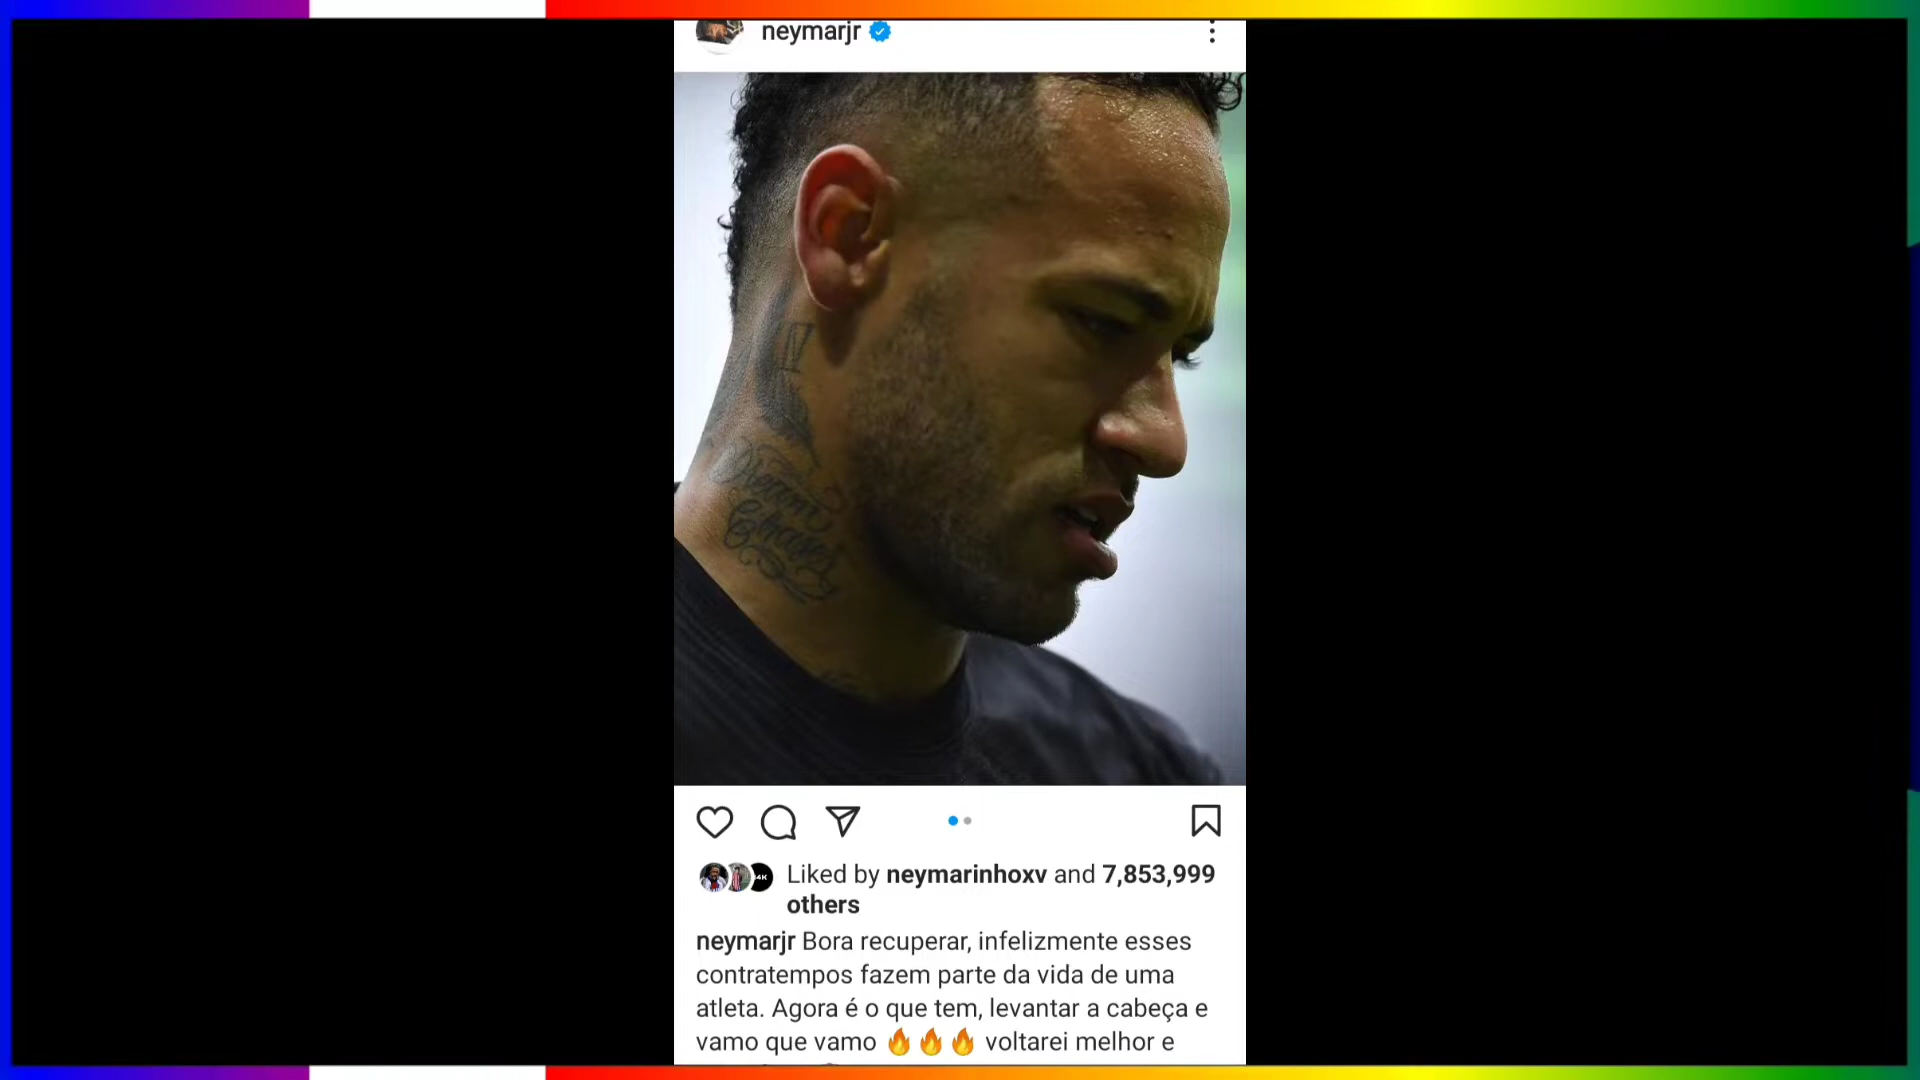 neymarjr
Liked by neymarinhoxv and 7,853,999
others
neymarjr Bora recuperar, infelizmente esses
contratempos fazem parte da vida de uma
atleta. Agora é o que tem, levantar a cabeça e
vamo que vamo 🔥🔥🔥 voltarei melhor e